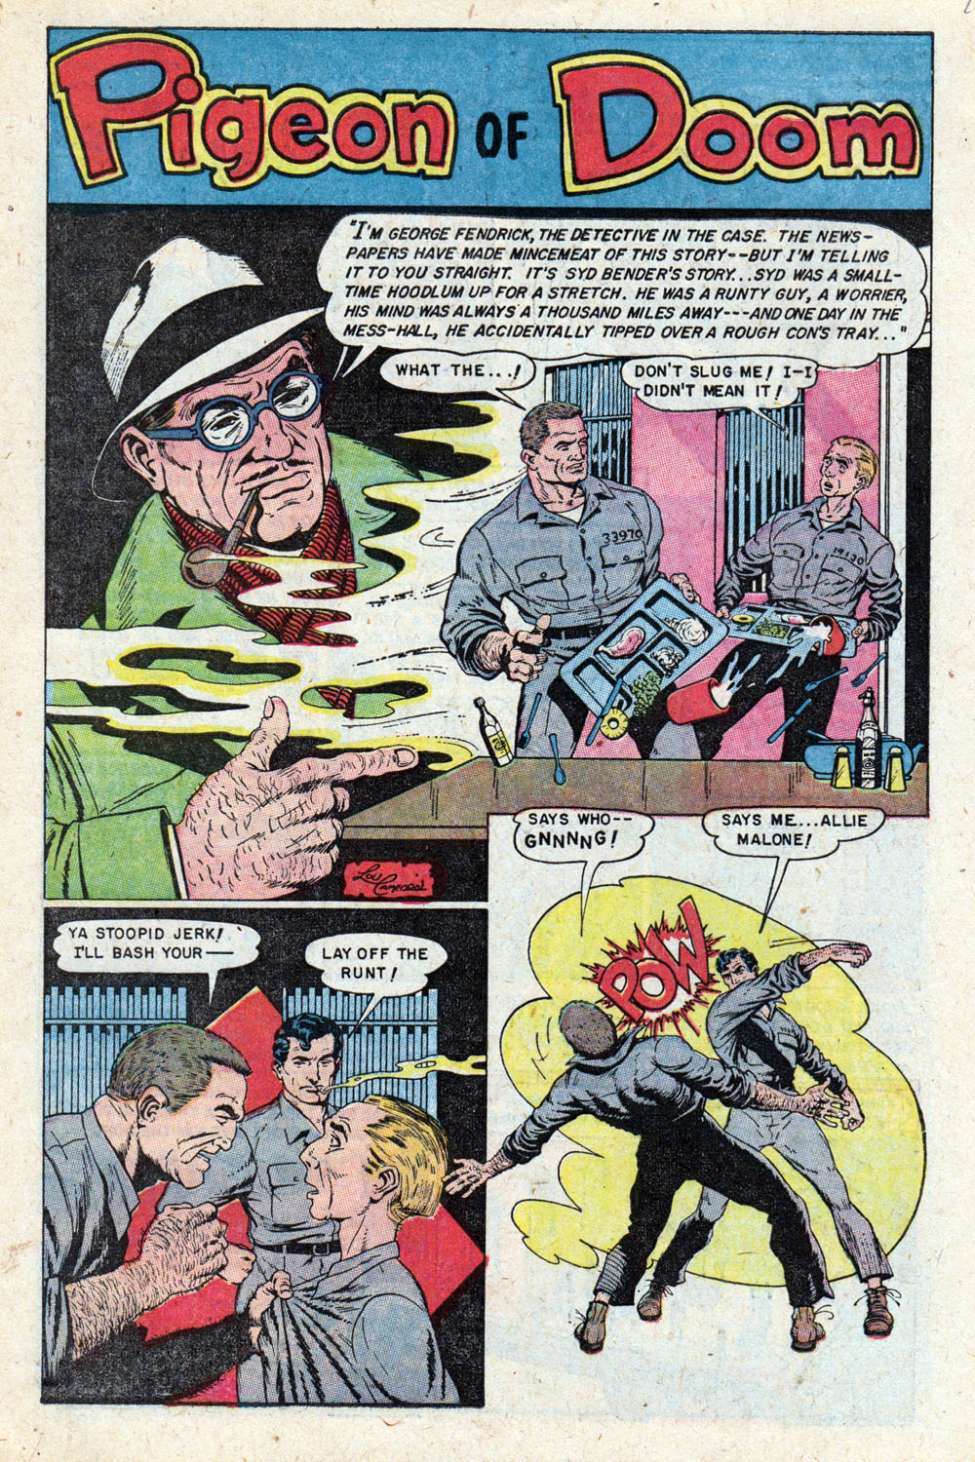 Pigeon OF Doom
"I'M GEORGE FENDRICK, THE DETECTIVE IN THE CASE. THE NEWS-
PAPERS HAVE MADE MINCEMEAT OF THIS STORY--BUT I'M TELLING
IT TO YOU STRAIGHT. IT'S SYD BENDER'S STORY...SYD WAS A SMALL-
TIME HOODLUM UP FOR A STRETCH. HE WAS A RUNTY GUY, A WORRIER,
HIS MIND WAS ALWAYS A THOUSAND MILES AWAY---AND ONE DAY IN THE
MESS-HALL, HE ACCIDENTALLY TIPPED OVER A ROUGH CON'S TRAY..."
WHAT THE...!
DON'T SLUG ME! I-I
DIDN'T MEAN IT!
33970
19130
Lou
Cameron
YA STOOPID JERK!
I'LL BASH YOUR—
LAY OFF THE
RUNT!
SAYS WHO--
GNNNNG!
SAYS ME...ALLIE
MALONE!
POW